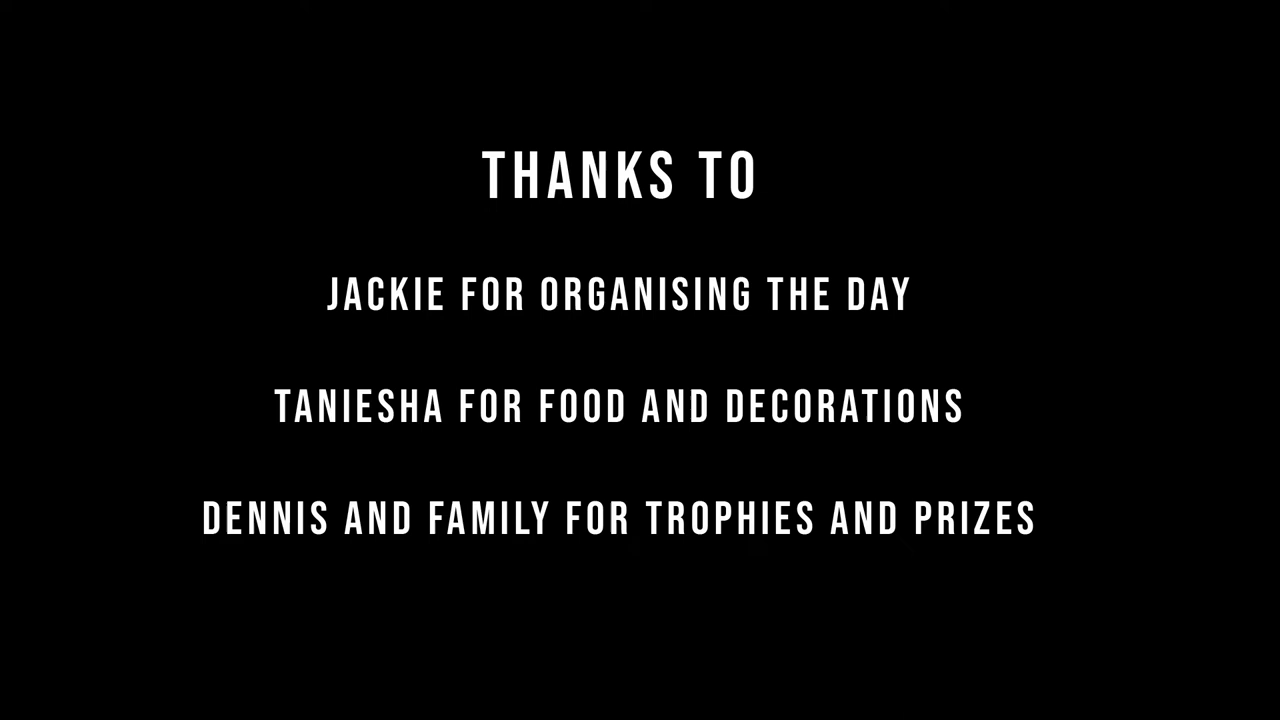 THANKS TO
JACKIE FOR ORGANISING THE DAY
TANIESHA FOR FOOD AND DECORATIONS
DENNIS AND FAMILY FOR TROPHIES AND PRIZES